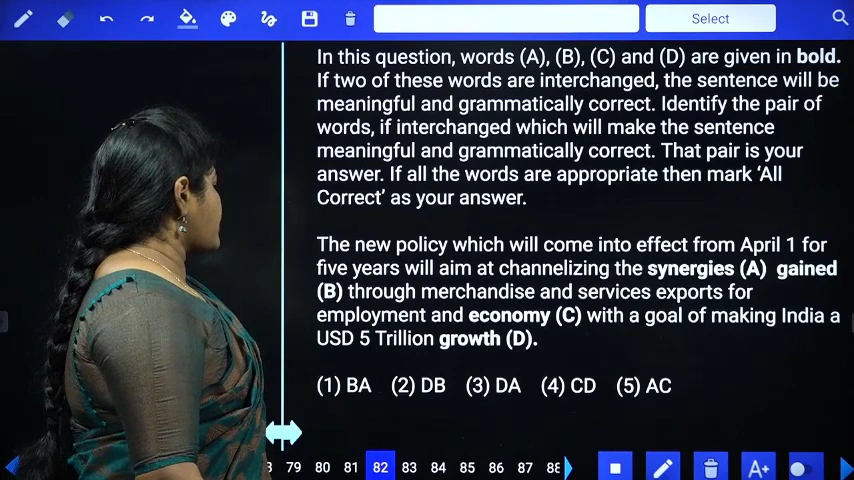 Select
In this question, words (A), (B), (C) and (D) are given in bold.
If two of these words are interchanged, the sentence will be
meaningful and grammatically correct. Identify the pair of
words, if interchanged which will make the sentence
meaningful and grammatically correct. That pair is your
answer. If all the words are appropriate then mark ‘All
Correct’ as your answer.
The new policy which will come into effect from April 1 for
five years will aim at channelizing the synergies (A) gained
(B) through merchandise and services exports for
employment and economy (C) with a goal of making India a
USD 5 Trillion growth (D).
(1) BA (2) DB (3) DA (4) CD (5) AC
79 80 81 82 83 84 85 86 87
A+